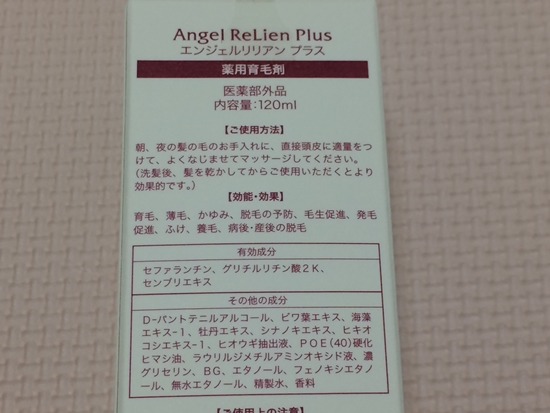 Angel ReLien Plus
エンジェルリリアン プラス
薬用育毛剤
医薬部外品
内容量:120ml
【ご使用方法】
朝、夜の髪の毛のお手入れに、直接頭皮に適量をつ
けて、よくなじませてマッサージしてください。
(洗髪後、髪を乾かしてからご使用いただくとより
効果的です。)
【効能・効果】
育毛、薄毛、かゆみ、脱毛の予防、毛生促進、発毛
促進、ふけ、養毛、病後・産後の脱毛
有効成分
セファランチン、グリチルリチン酸2K、
センブリエキス
その他の成分
D-パントテニルアルコール、ビワ葉エキス、海藻
エキス-1、牡丹エキス、シナノキエキス、ヒキオ
コシエキス-1、ヒオウギ抽出液、POE(40)硬化
ヒマシ油、ラウリルジメチルアミンオキシド液、濃
グリセリン、BG、エタノール、フェノキシエタノ
ール、無水エタノール、精製水、香料
【ご使用上の注意】